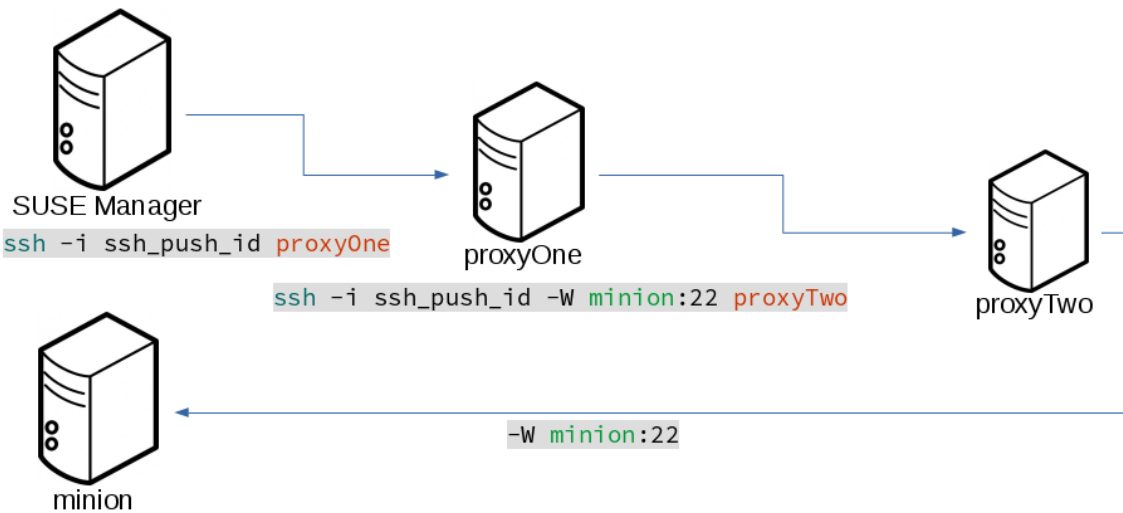 SUSE Manager
ssh -i ssh_push_id proxyOne
proxyOne
ssh -i ssh_push_id -W minion:22 proxyTwo
proxyTwo
-W minion:22
minion